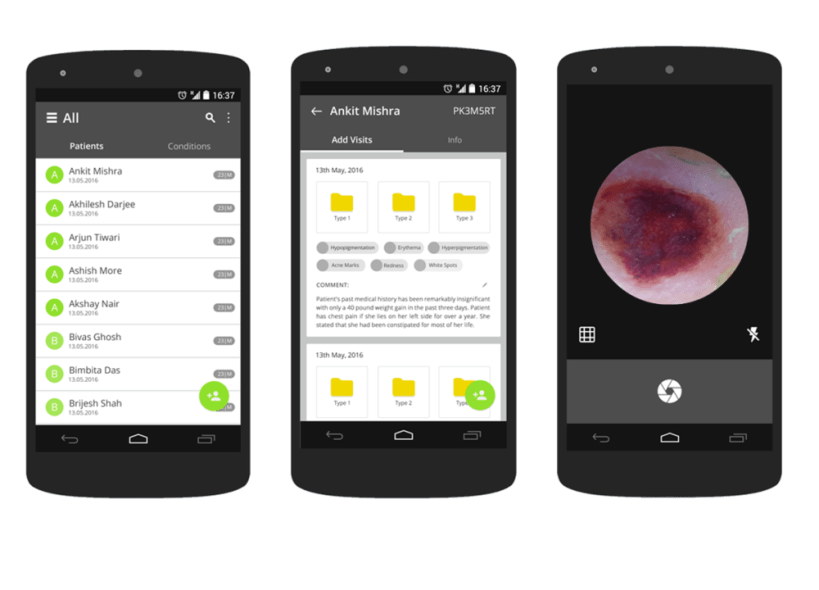 16:37
All
Patients Conditions
A Ankit Mishra 23|M
13.05.2016
A Akhilesh Darjee 23|M
13.05.2016
A Arjun Tiwari 23|M
13.05.2016
A Ashish More 23|M
13.05.2016
A Akshay Nair 23|M
13.05.2016
B Bivas Ghosh 23|M
13.05.2016
B Bimbita Das 23|M
13.05.2016
B Brijesh Shah
13.05.2016
16:37
Ankit Mishra PK3M5RT
Add Visits Info
13th May, 2016
Type 1 Type 2 Type 3
Hypopigmentation Erythema Hyperpigmentation
Acne Marks Redness White Spots
COMMENT:
Patient's past medical history has been remarkably insignificant
with only a 40 pound weight gain in the past three days. Patient
has chest pain if she lies on her left side for over a year. She
stated that she had been constipated for most of her life.
13th May, 2016
Type 1 Type 2